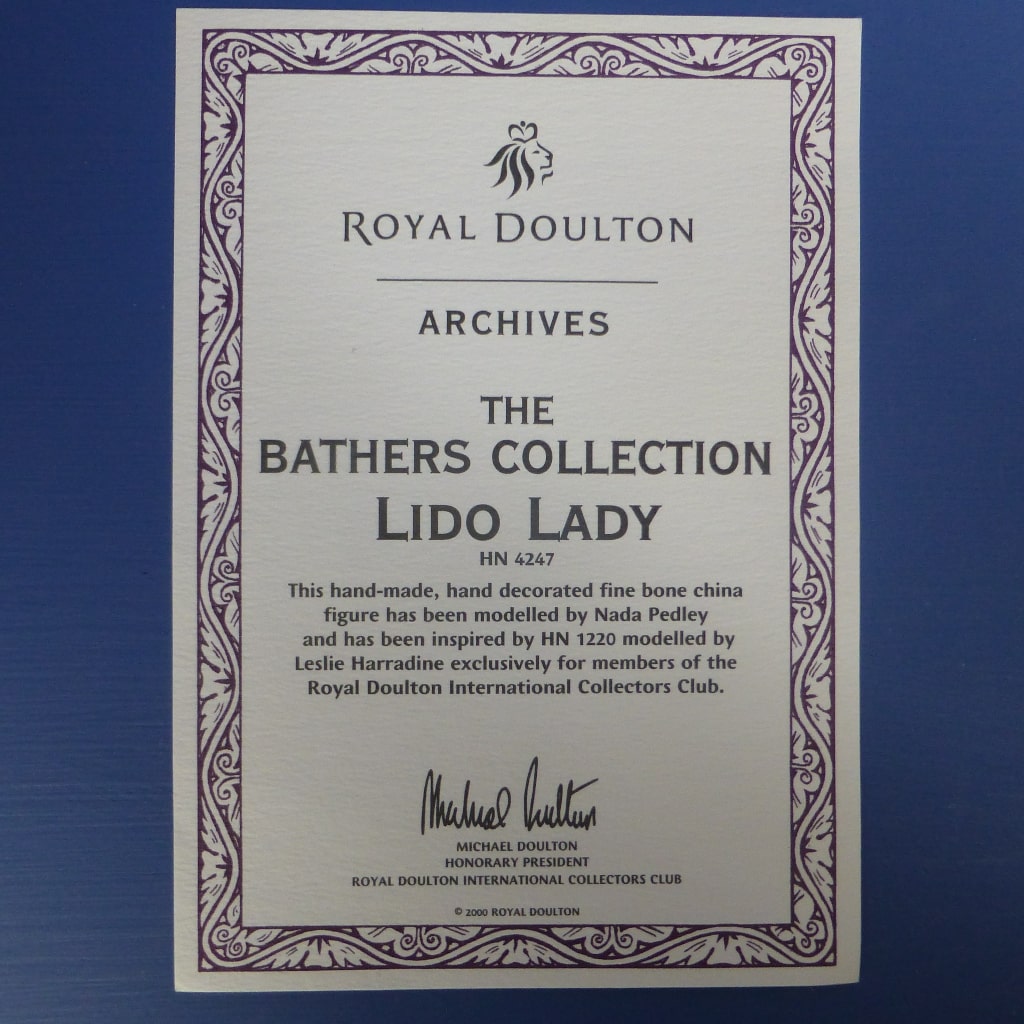 ROYAL DOULTON
ARCHIVES
THE
BATHERS COLLECTION
LIDO LADY
HN 4247
This hand-made, hand decorated fine bone china
figure has been modelled by Nada Pedley
and has been inspired by HN 1220 modelled by
Leslie Harradine exclusively for members of the
Royal Doulton International Collectors Club.
Michael Doulton
MICHAEL DOULTON
HONORARY PRESIDENT
ROYAL DOULTON INTERNATIONAL COLLECTORS CLUB
© 2000 ROYAL DOULTON